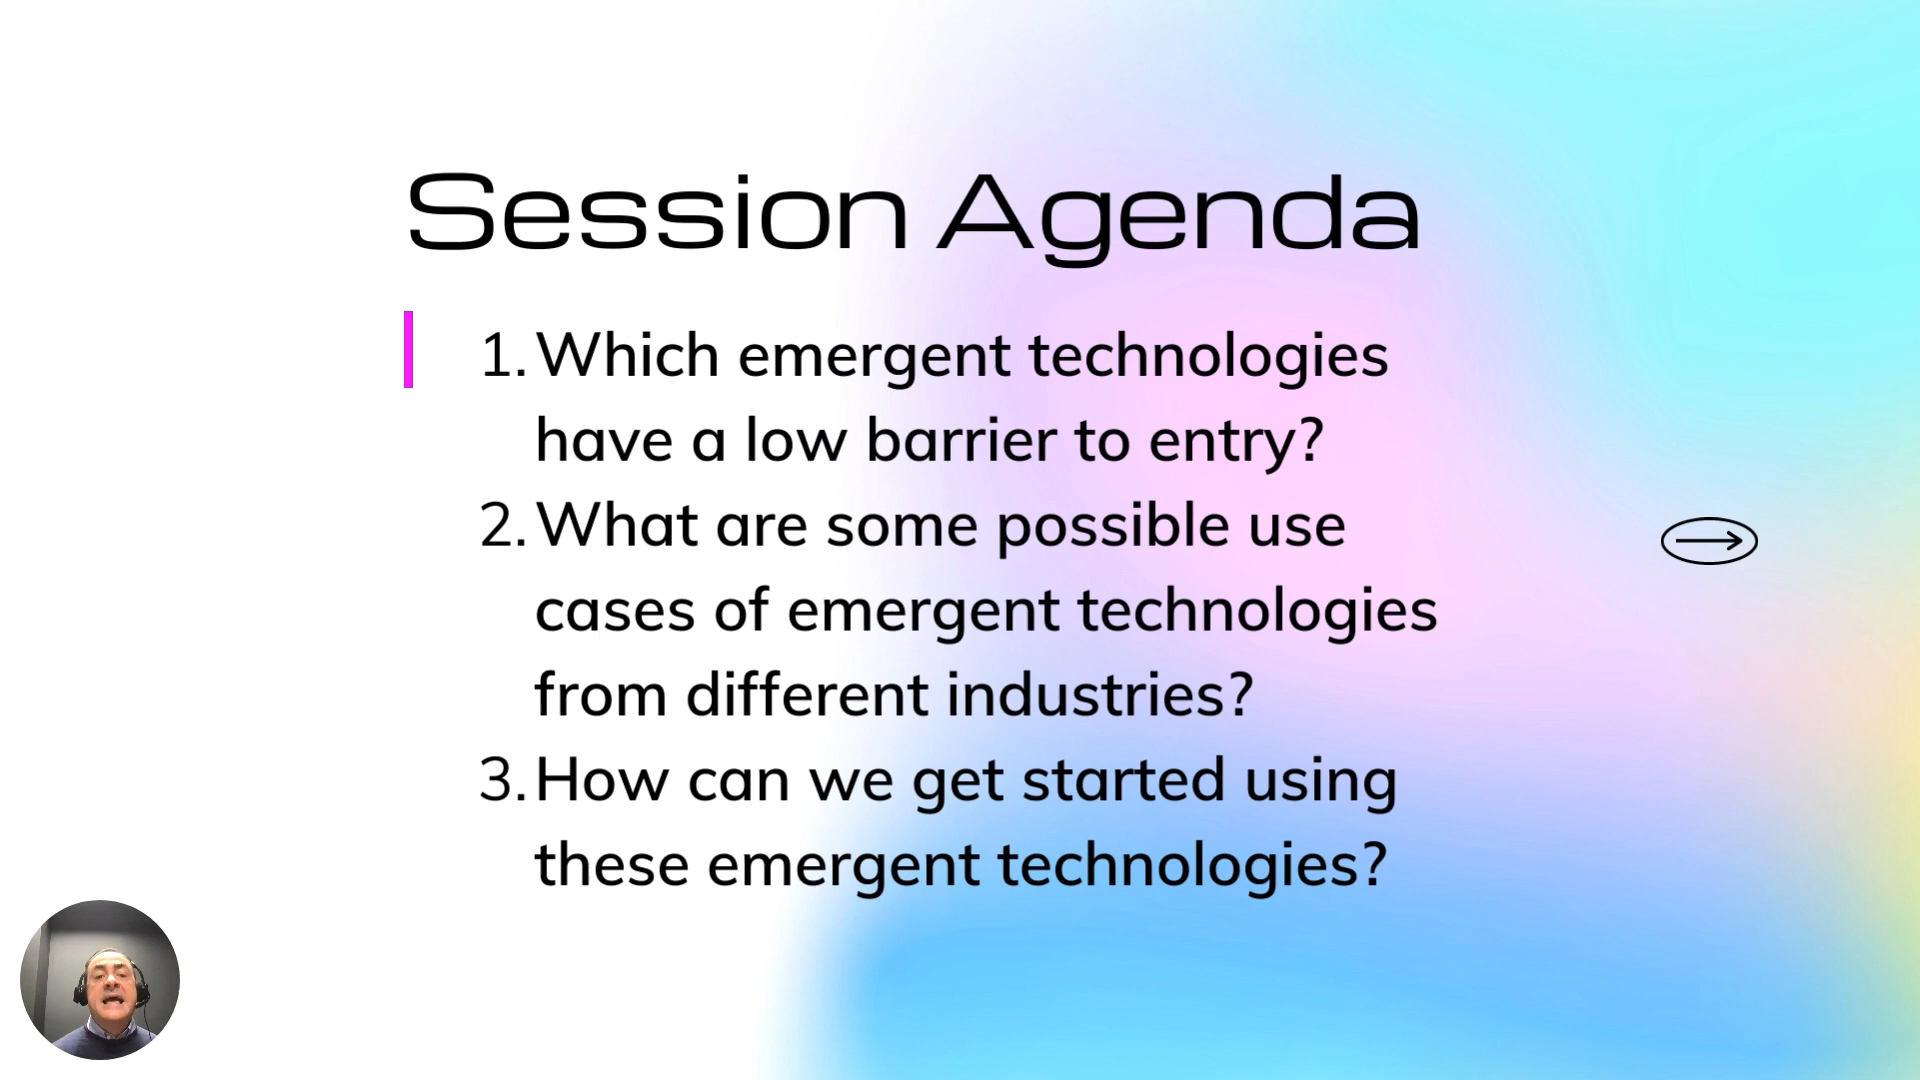 Session Agenda
1. Which emergent technologies
have a low barrier to entry?
2. What are some possible use
cases of emergent technologies
from different industries?
3. How can we get started using
these emergent technologies?